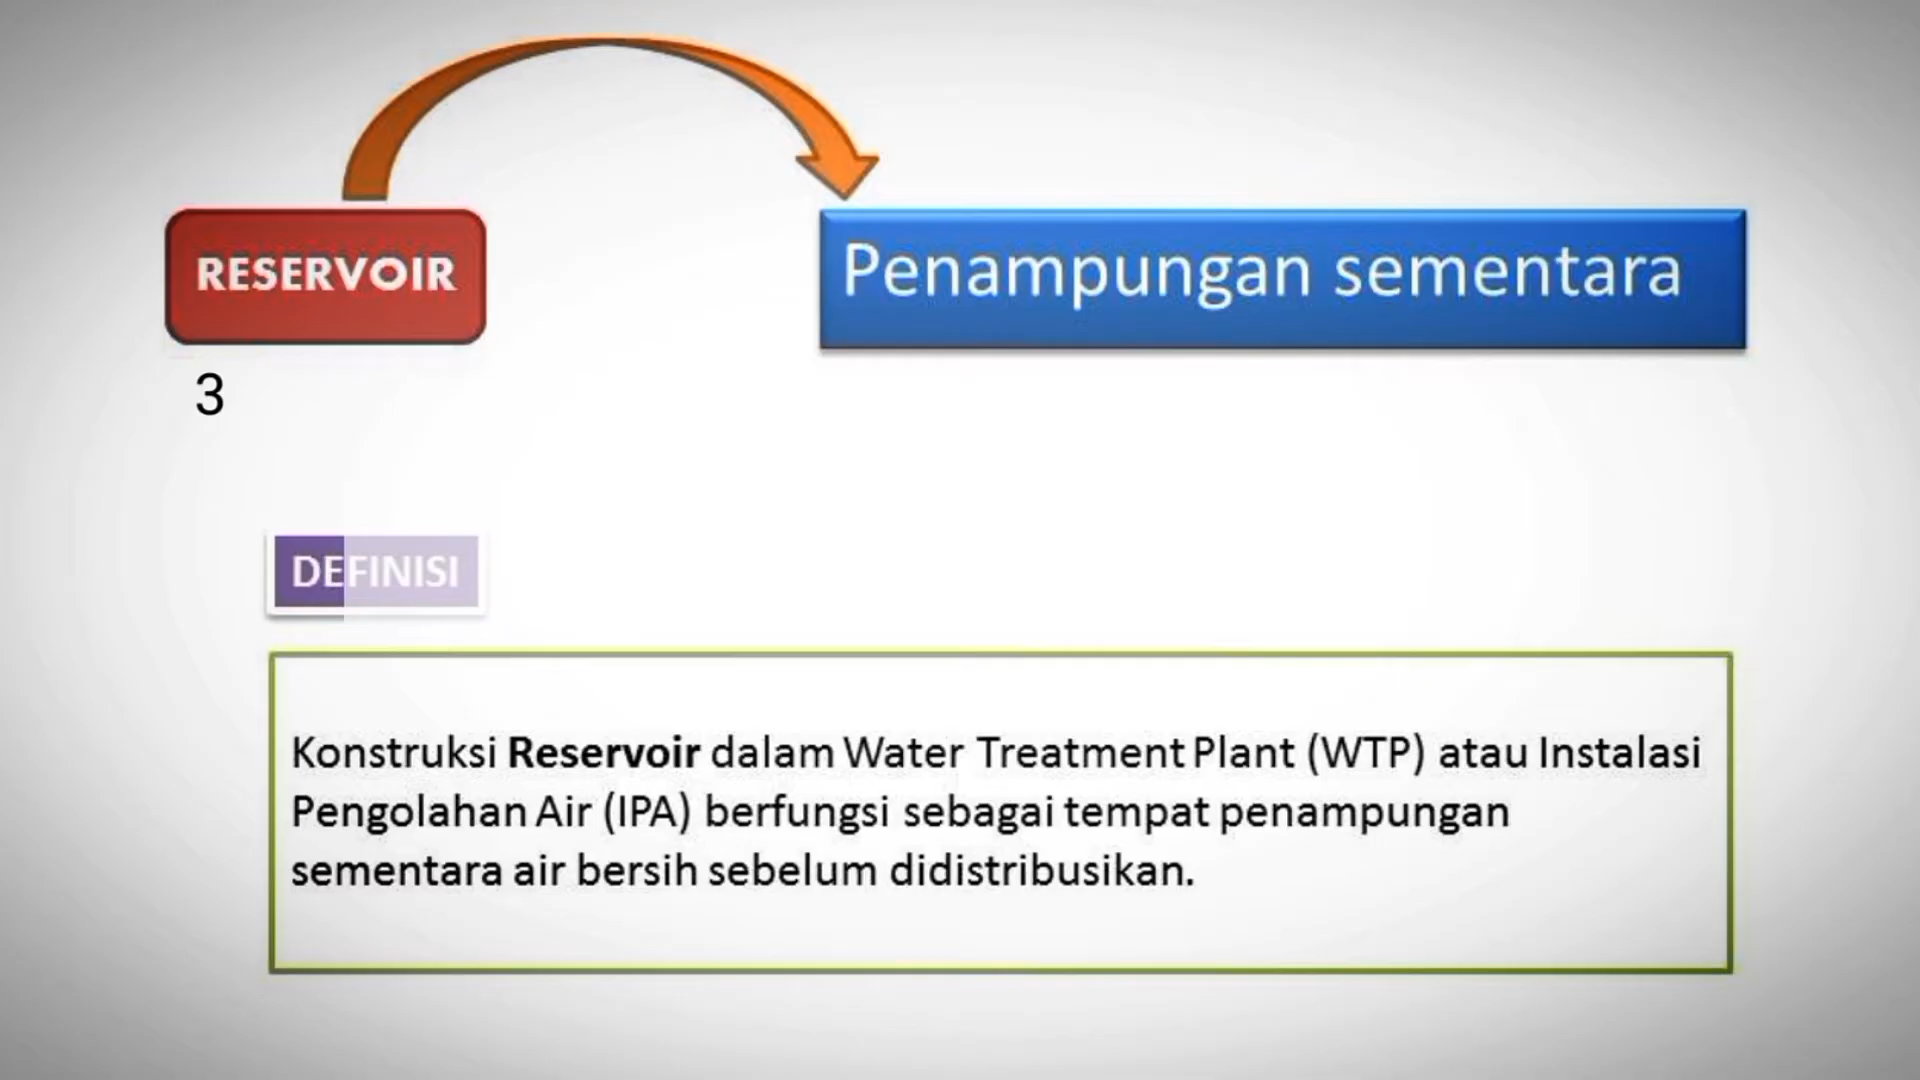 RESERVOIR
Penampungan sementara
3
DEFINISI
Konstruksi Reservoir dalam Water Treatment Plant (WTP) atau Instalasi
Pengolahan Air (IPA) berfungsi sebagai tempat penampungan
sementara air bersih sebelum didistribusikan.